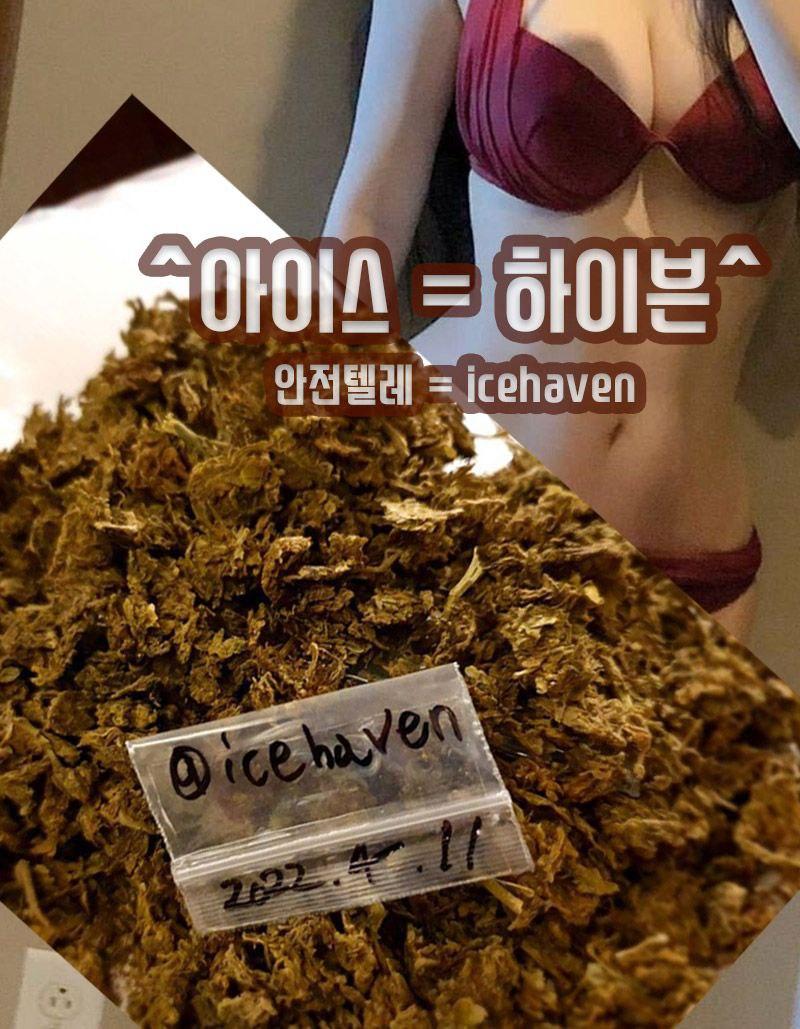 ^아이스 = 하이븐^
안전텔레 = icehaven
@icehaven
2022.4.11